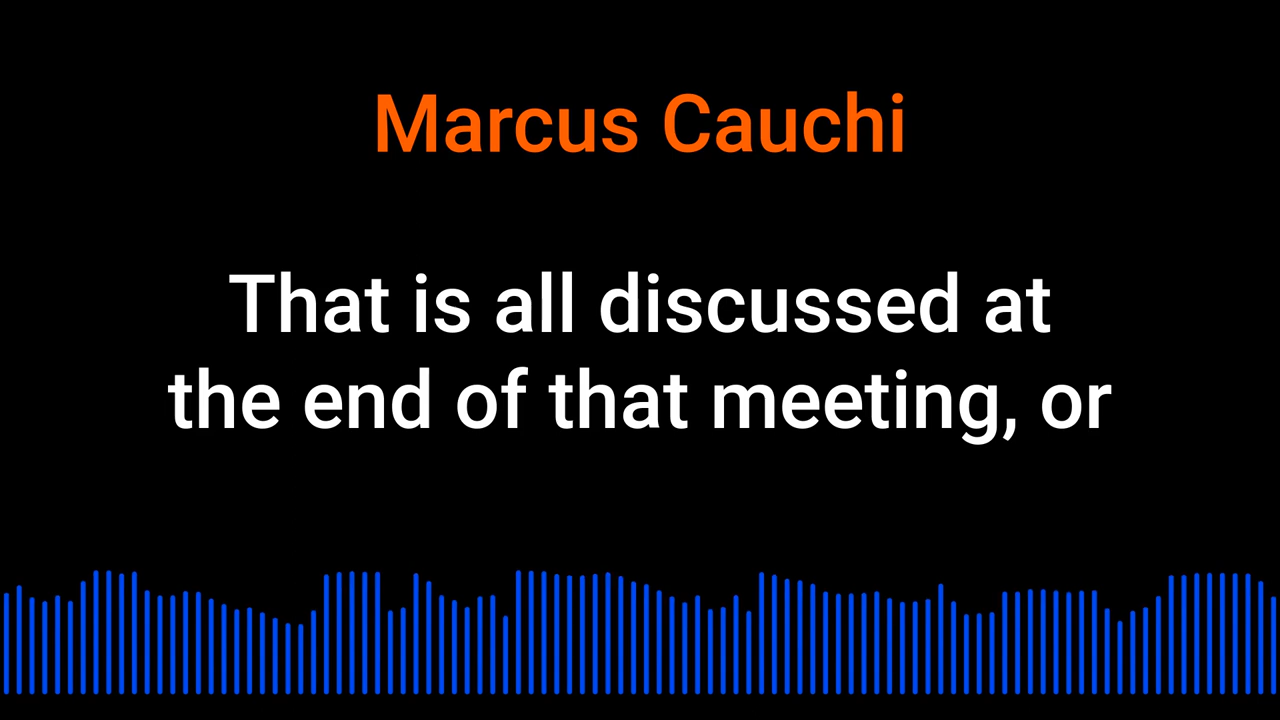 Marcus Cauchi
That is all discussed at
the end of that meeting, or